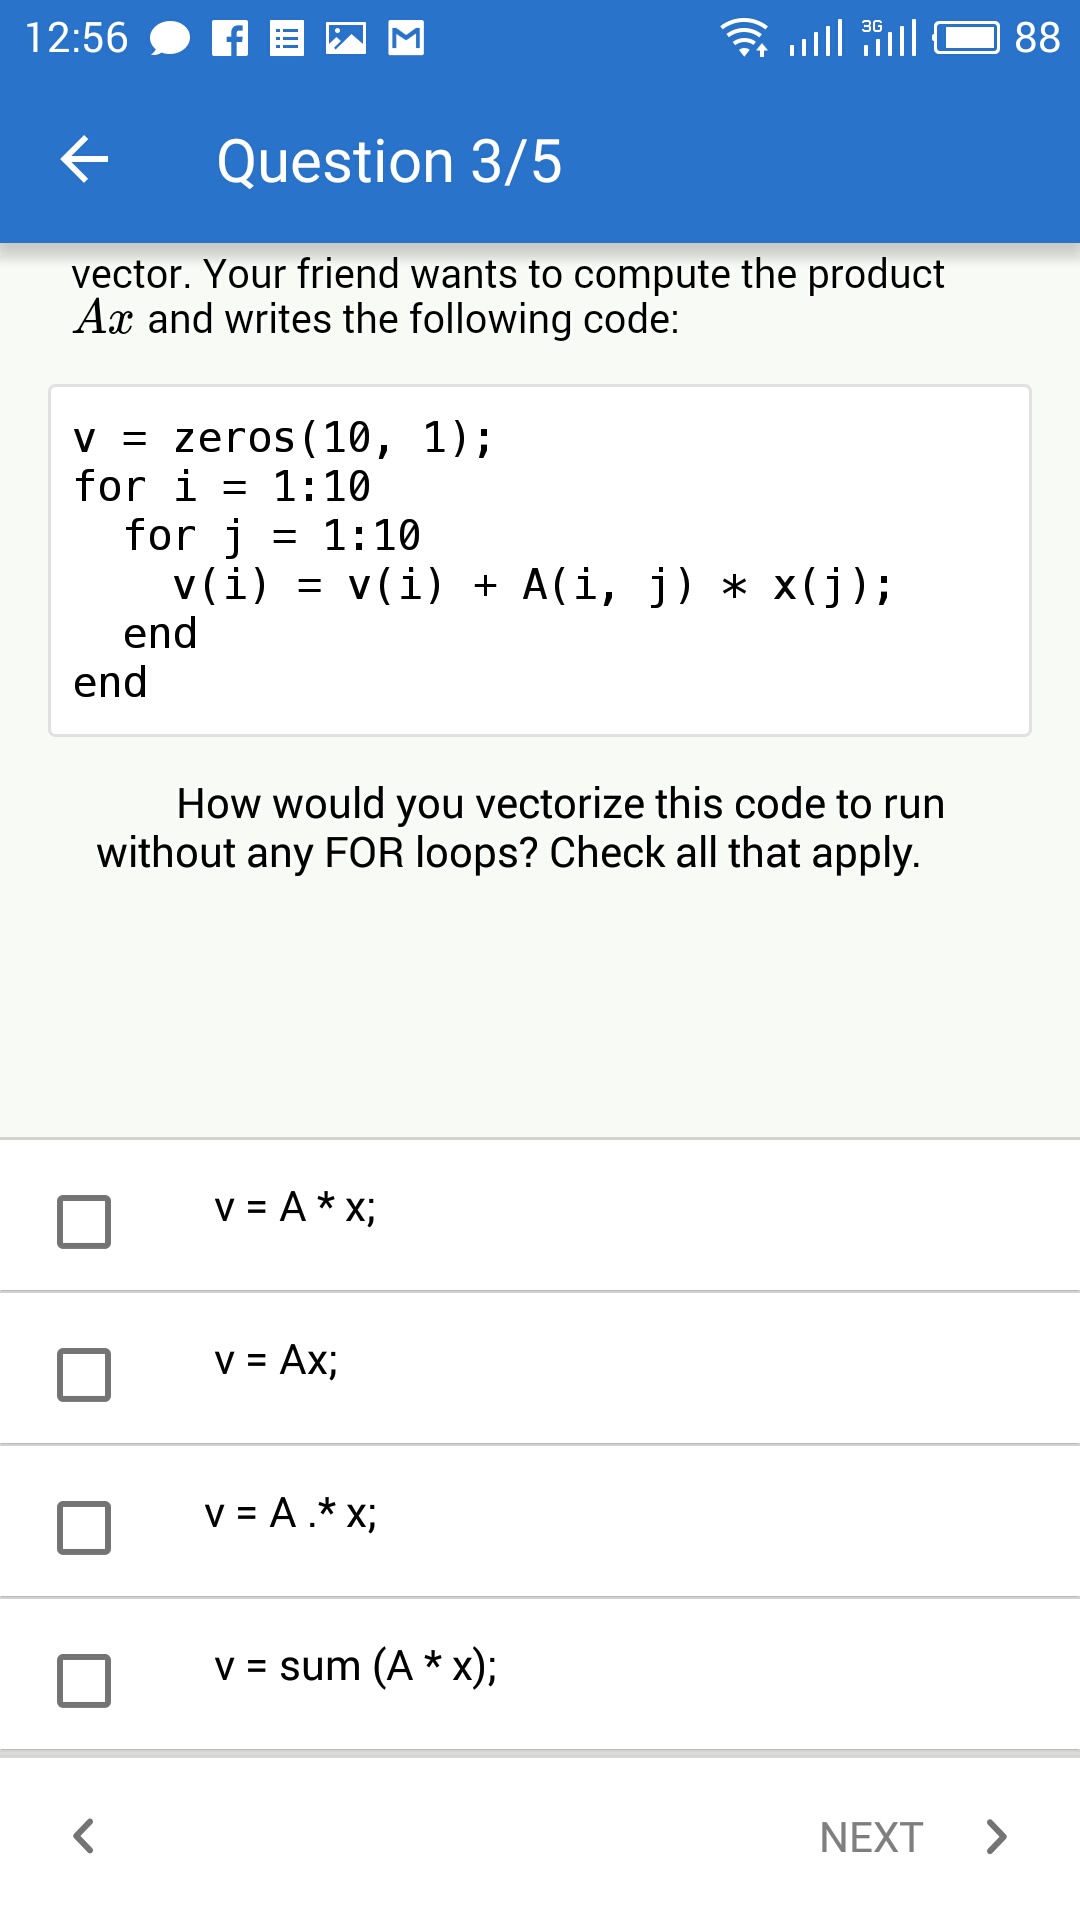 12:56
3G
88
Question 3/5
vector. Your friend wants to compute the product
Ax and writes the following code:
v = zeros(10, 1);
for i = 1:10
  for j = 1:10
    v(i) = v(i) + A(i, j) * x(j);
  end
end
How would you vectorize this code to run
without any FOR loops? Check all that apply.
v = A * x;
v = Ax;
v = A .* x;
v = sum (A * x);
NEXT